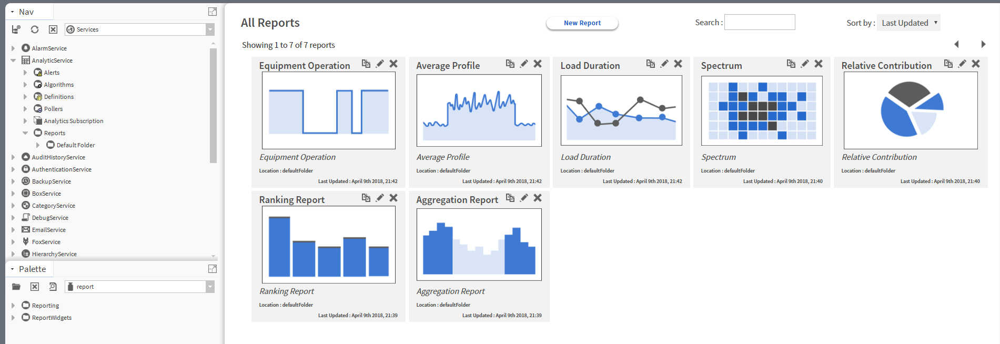 Nav
Services
AlarmService
AnalyticService
Alerts
Algorithms
Definitions
Pollers
Analytics Subscription
Reports
Default Folder
AuditHistoryService
AuthenticationService
BackupService
BoxService
CategoryService
DebugService
EmailService
FoxService
HierarchyService
Palette
report
Reporting
ReportWidgets
All Reports
New Report
Search :
Sort by : Last Updated
Showing 1 to 7 of 7 reports
Equipment Operation
Equipment Operation
Location : defaultFolder
Last Updated : April 9th 2018, 21:42
Average Profile
Average Profile
Location : defaultFolder
Last Updated : April 9th 2018, 21:42
Load Duration
Load Duration
Location : defaultFolder
Last Updated : April 9th 2018, 21:42
Spectrum
Spectrum
Location : defaultFolder
Last Updated : April 9th 2018, 21:40
Relative Contribution
Relative Contribution
Location : defaultFolder
Last Updated : April 9th 2018, 21:40
Ranking Report
Ranking Report
Location : defaultFolder
Last Updated : April 9th 2018, 21:39
Aggregation Report
Aggregation Report
Location : defaultFolder
Last Updated : April 9th 2018, 21:39